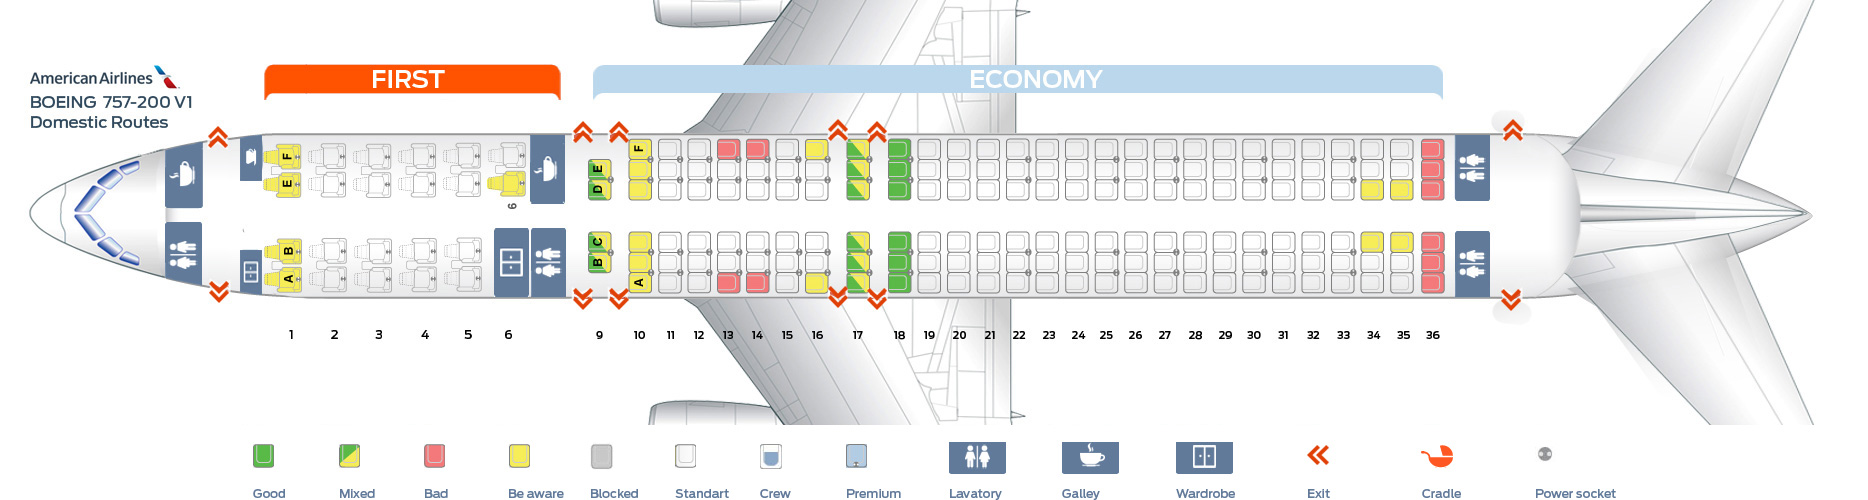 FIRST
ECONOMY
American Airlines
BOEING 757-200 V1
Domestic Routes
F
E
B
A
6
E
D
C
B
F
A
1 2 3 4 5 6 9 10 11 12 13 14 15 16 17 18 19 20 21 22 23 24 25 26 27 28 29 30 31 32 33 34 35 36
Good Mixed Bad Be aware Blocked Standart Crew Premium Lavatory Galley Wardrobe Exit Cradle Power socket